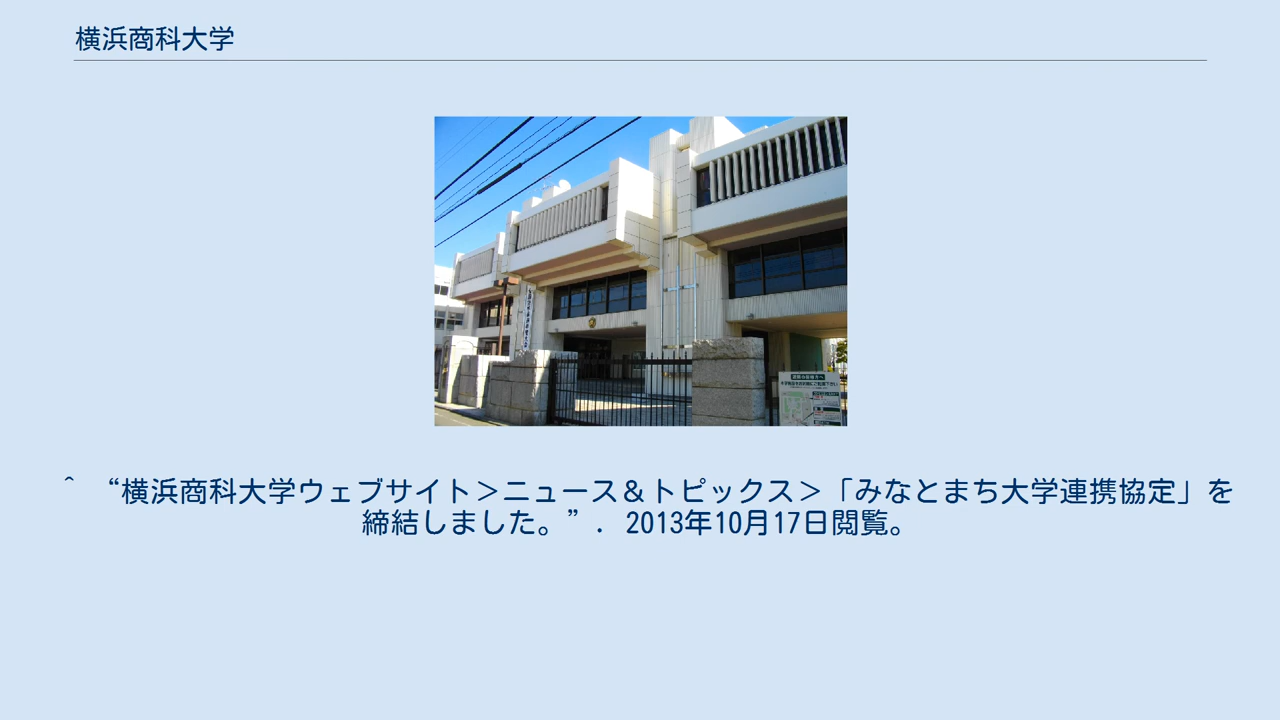 横浜商科大学
^ “横浜商科大学ウェブサイト＞ニュース＆トピックス＞「みなとまち大学連携協定」を
締結しました。”. 2013年10月17日閲覧。